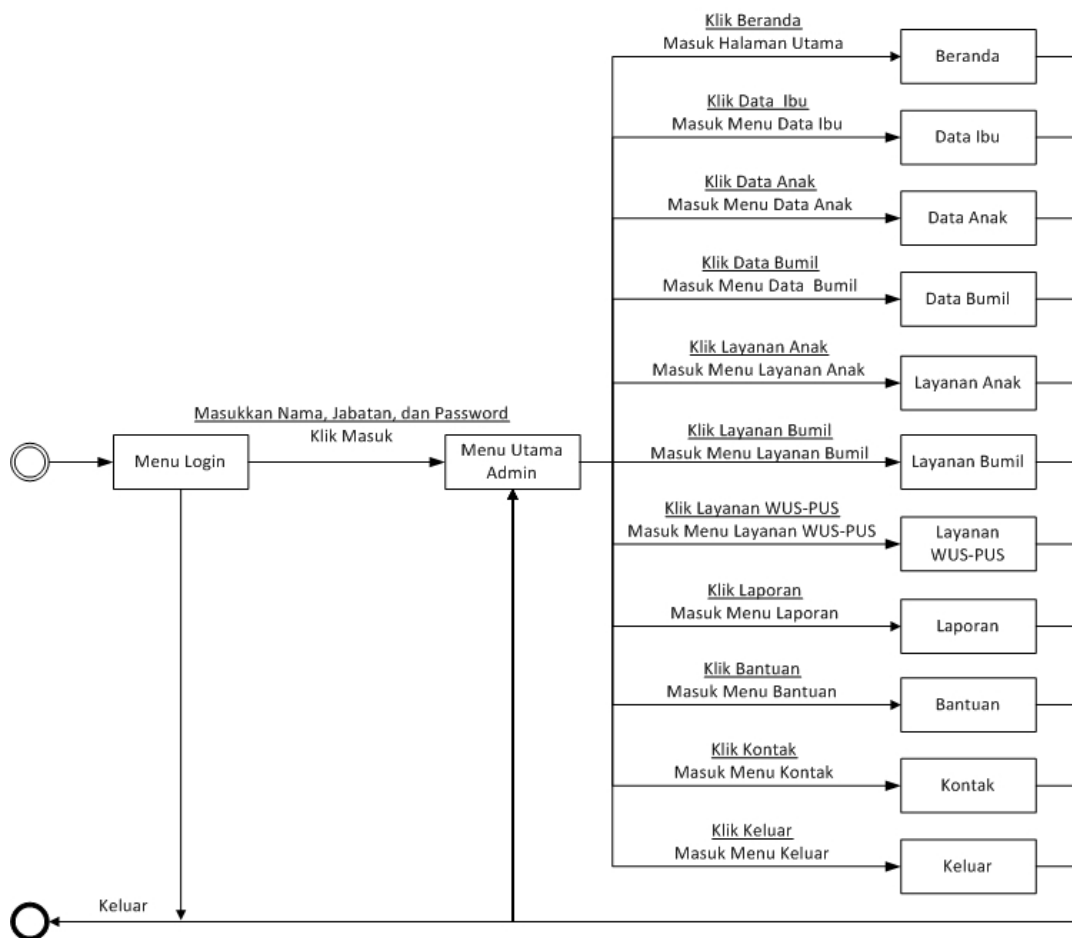 Klik Beranda
Masuk Halaman Utama
Beranda
Klik Data Ibu
Masuk Menu Data Ibu
Data Ibu
Klik Data Anak
Masuk Menu Data Anak
Data Anak
Klik Data Bumil
Masuk Menu Data Bumil
Data Bumil
Klik Layanan Anak
Masuk Menu Layanan Anak
Layanan Anak
Masukkan Nama, Jabatan, dan Password
Klik Masuk
Menu Login
Menu Utama
Admin
Klik Layanan Bumil
Masuk Menu Layanan Bumil
Layanan Bumil
Klik Layanan WUS-PUS
Masuk Menu Layanan WUS-PUS
Layanan
WUS-PUS
Klik Laporan
Masuk Menu Laporan
Laporan
Klik Bantuan
Masuk Menu Bantuan
Bantuan
Klik Kontak
Masuk Menu Kontak
Kontak
Klik Keluar
Masuk Menu Keluar
Keluar
Keluar